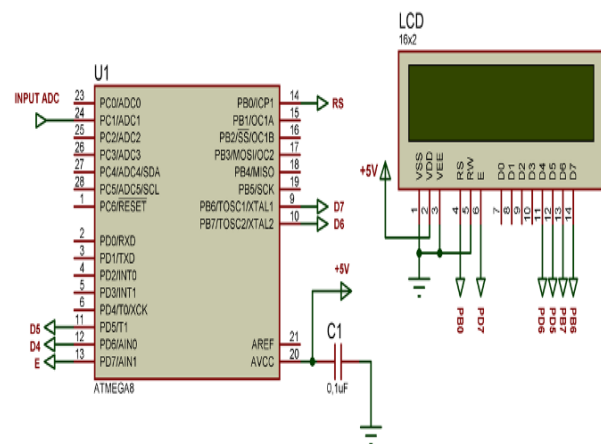 U1
INPUT ADC
23 PC0/ADC0
24 PC1/ADC1
25 PC2/ADC2
26 PC3/ADC3
27 PC4/ADC4/SDA
28 PC5/ADC5/SCL
1 PC6/RESET
2 PD0/RXD
3 PD1/TXD
4 PD2/INT0
5 PD3/INT1
6 PD4/T0/XCK
D5 11 PD5/T1
D4 12 PD6/AIN0
E 13 PD7/AIN1
PB0/ICP1 14 RS
PB1/OC1A 15
PB2/SS/OC1B 16
PB3/MOSI/OC2 17
PB4/MISO 18
PB5/SCK 19
PB6/TOSC1/XTAL1 9 D7
PB7/TOSC2/XTAL2 10 D6
AREF 21
AVCC 20
ATMEGA8
+5V
C1
0,1uF
LCD
16x2
+5V
VSS VDD VEE RS RW E D0 D1 D2 D3 D4 D5 D6 D7
1 2 3 4 5 6 7 8 9 10 11 12 13 14
PB0 PD7 PD6 PD5 PB7 PB6